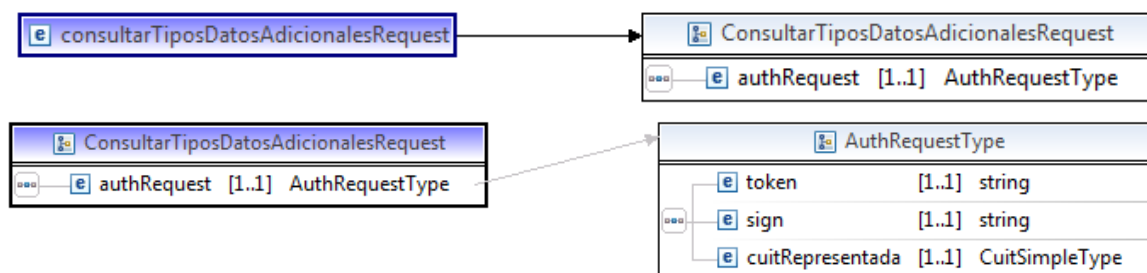 consultarTiposDatosAdicionalesRequest
ConsultarTiposDatosAdicionalesRequest
authRequest [1..1] AuthRequestType
ConsultarTiposDatosAdicionalesRequest
authRequest [1..1] AuthRequestType
AuthRequestType
token [1..1] string
sign [1..1] string
cuitRepresentada [1..1] CuitSimpleType